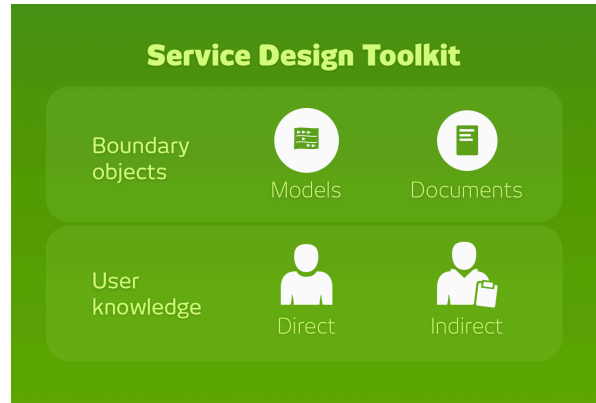 Service Design Toolkit
Boundary
objects
Models
Documents
User
knowledge
Direct
Indirect